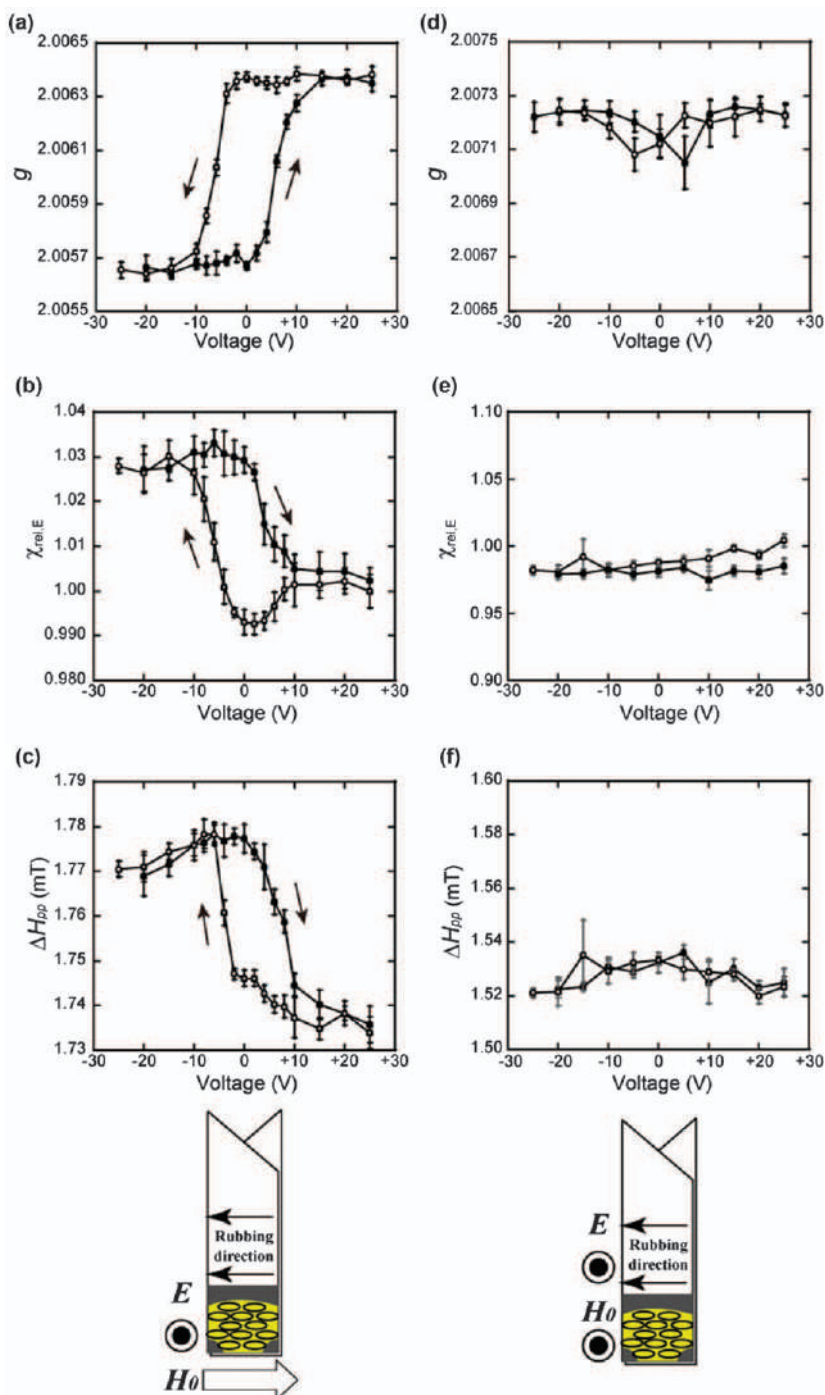 (a)
2.0065
2.0063
2.0061
2.0059
2.0057
2.0055
g
-30 -20 -10 0 +10 +20 +30
Voltage (V)
(d)
2.0075
2.0073
2.0071
2.0069
2.0067
2.0065
g
-30 -20 -10 0 +10 +20 +30
Voltage (V)
(b)
1.04
1.03
1.02
1.01
1.00
0.990
0.980
χrel,E
-30 -20 -10 0 +10 +20 +30
Voltage (V)
(e)
1.10
1.05
1.00
0.95
0.90
χrel,E
-30 -20 -10 0 +10 +20 +30
Voltage (V)
(c)
1.79
1.78
1.77
1.76
1.75
1.74
1.73
ΔHpp (mT)
-30 -20 -10 0 +10 +20 +30
Voltage (V)
(f)
1.60
1.58
1.56
1.54
1.52
1.50
ΔHpp (mT)
-30 -20 -10 0 +10 +20 +30
Voltage (V)
Rubbing
direction
E
H0
Rubbing
direction
E
H0